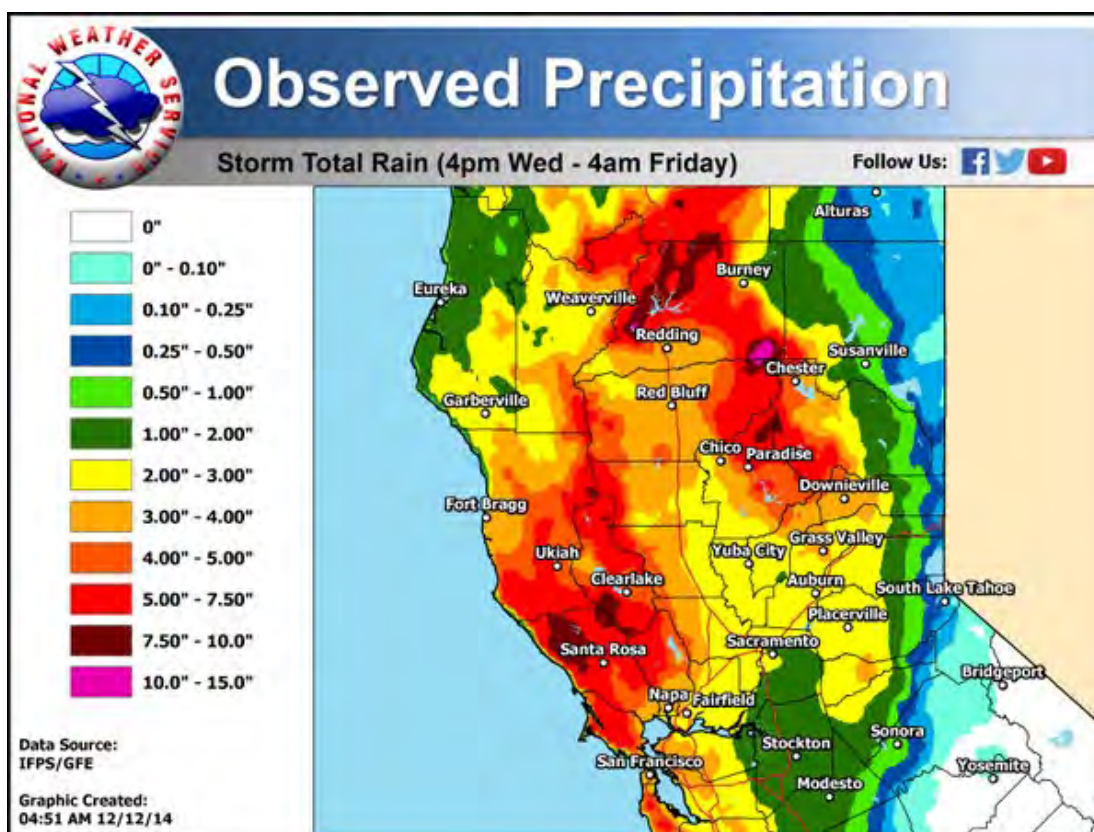 NATIONAL WEATHER SERVICE
Observed Precipitation
Storm Total Rain (4pm Wed - 4am Friday)
Follow Us:
0"
0" - 0.10"
0.10" - 0.25"
0.25" - 0.50"
0.50" - 1.00"
1.00" - 2.00"
2.00" - 3.00"
3.00" - 4.00"
4.00" - 5.00"
5.00" - 7.50"
7.50" - 10.0"
10.0" - 15.0"
Data Source:
IFPS/GFE
Graphic Created:
04:51 AM 12/12/14
Alturas
Burney
Eureka
Weaverville
Redding
Susanville
Chester
Garberville
Red Bluff
Chico
Paradise
Downieville
Fort Bragg
Ukiah
Yuba City
Grass Valley
Clearlake
Auburn
South Lake Tahoe
Placerville
Santa Rosa
Sacramento
Bridgeport
Napa
Fairfield
Stockton
Sonora
San Francisco
Yosemite
Modesto